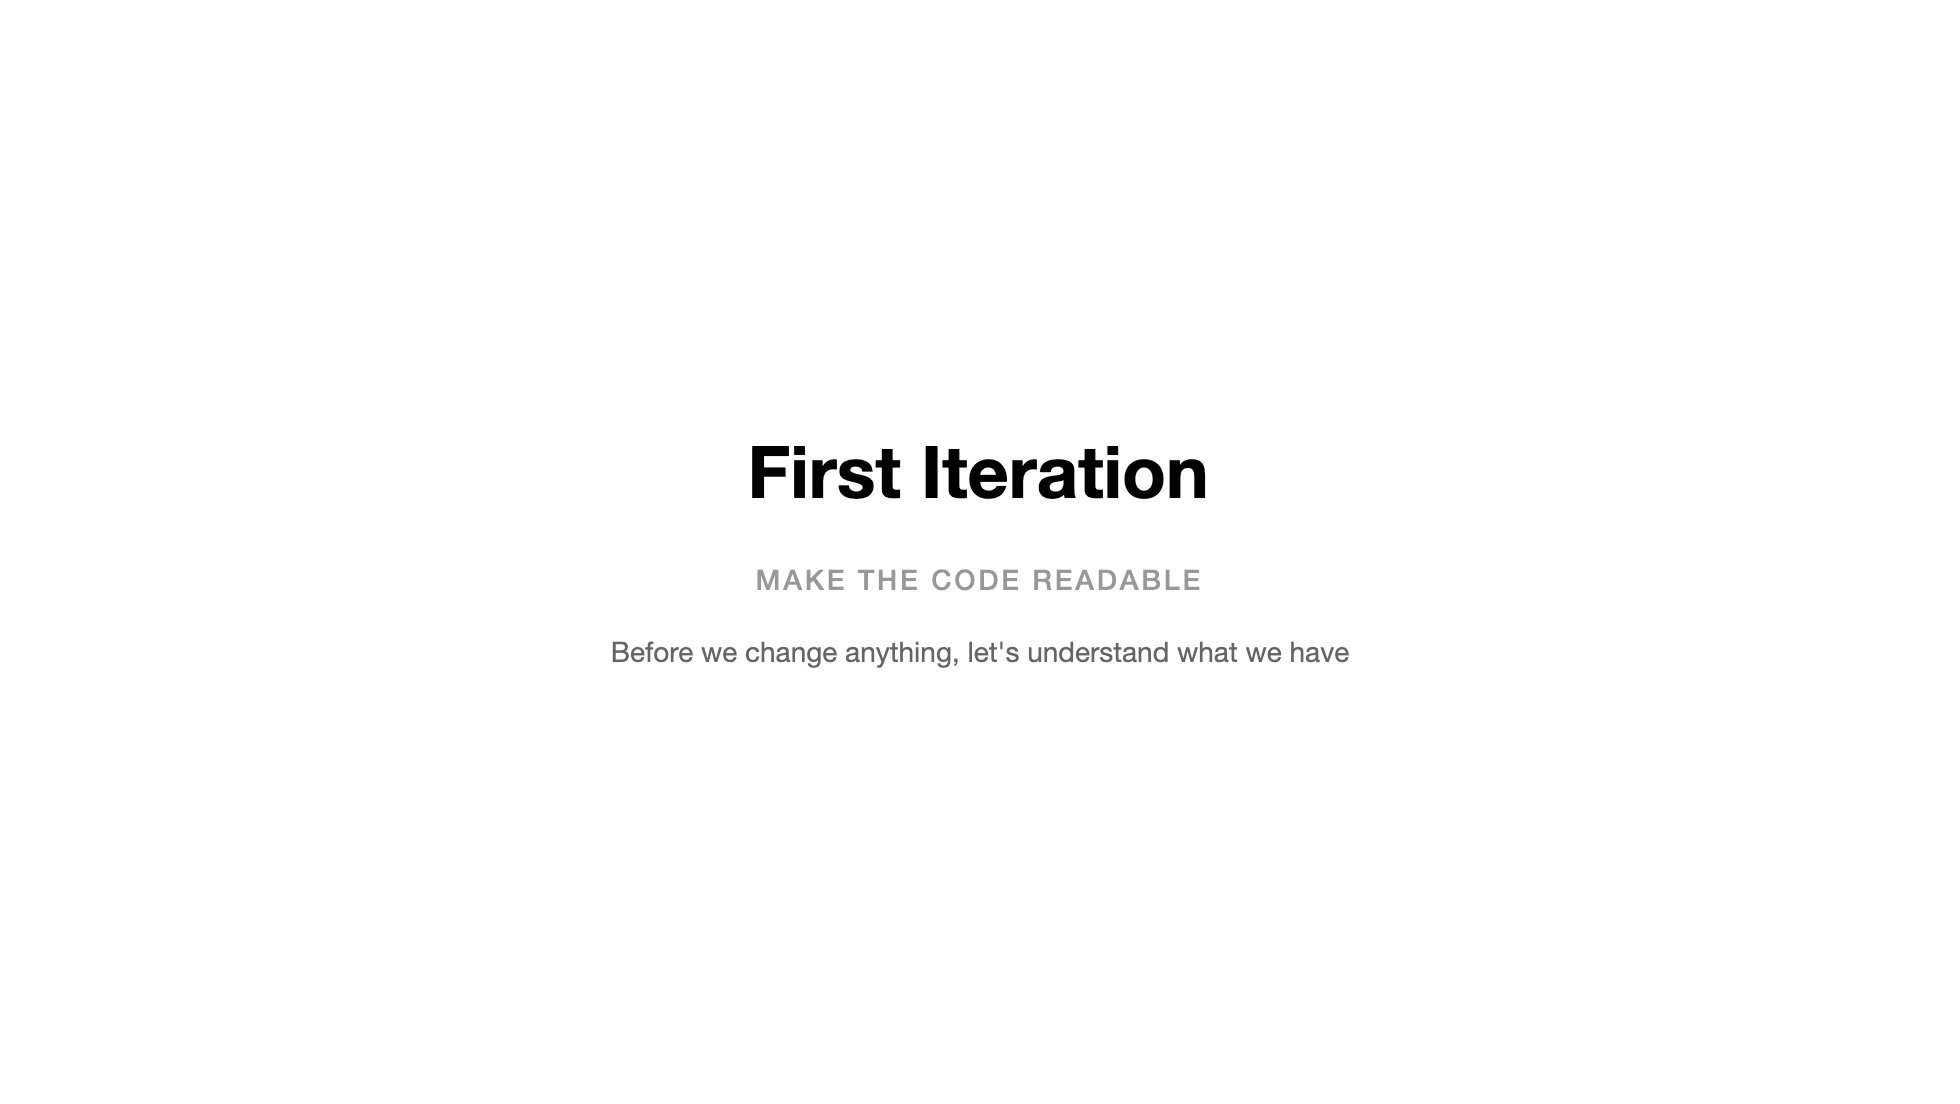 First Iteration
MAKE THE CODE READABLE
Before we change anything, let's understand what we have